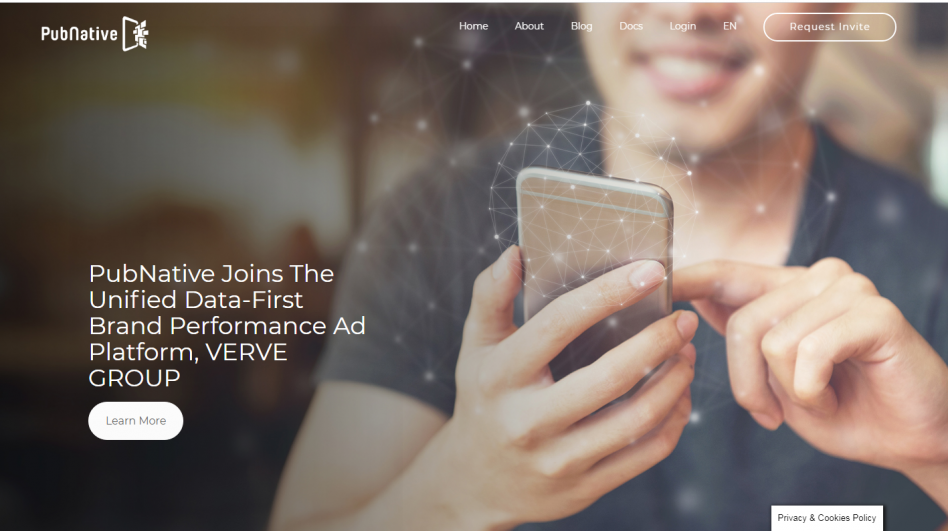 PubNative
Home About Blog Docs Login EN Request Invite
PubNative Joins The
Unified Data-First
Brand Performance Ad
Platform, VERVE
GROUP
Learn More
Privacy & Cookies Policy